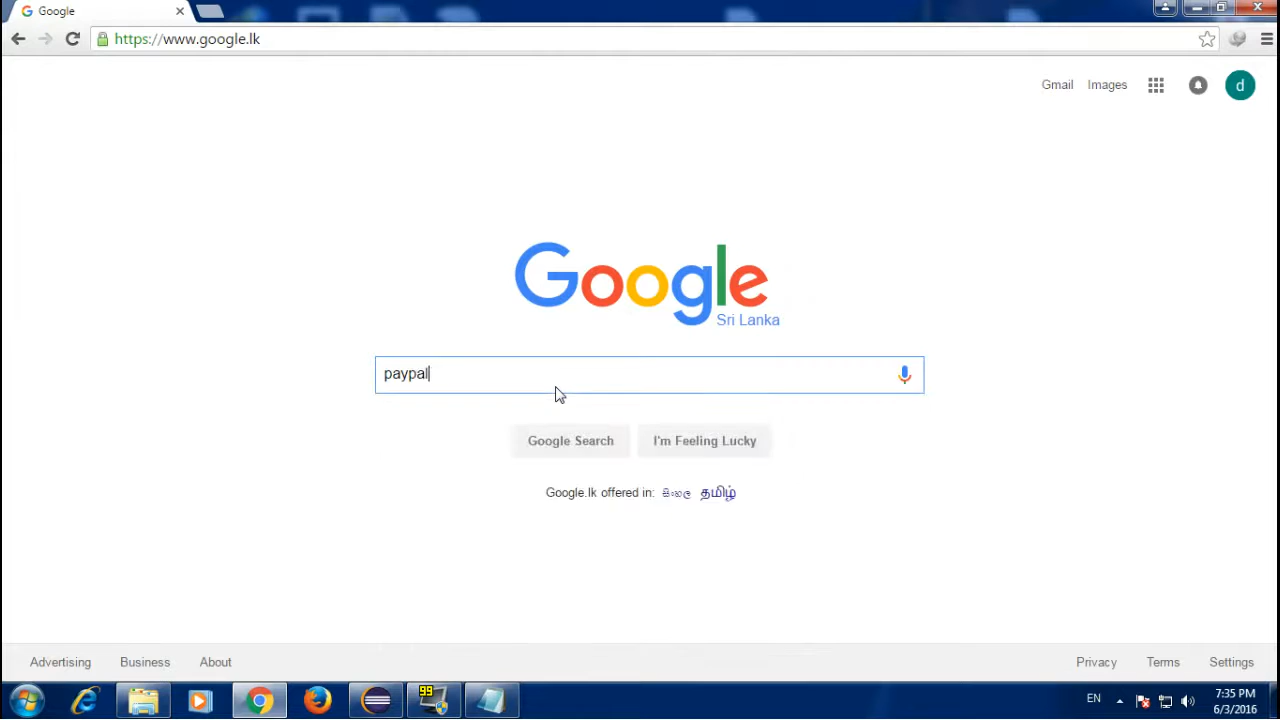 Google
https://www.google.lk
Gmail Images
d
Google
Sri Lanka
paypal
Google Search I'm Feeling Lucky
Google.lk offered in: සිංහල தமிழ்
Advertising Business About Privacy Terms Settings
99
EN
7:35 PM
6/3/2016